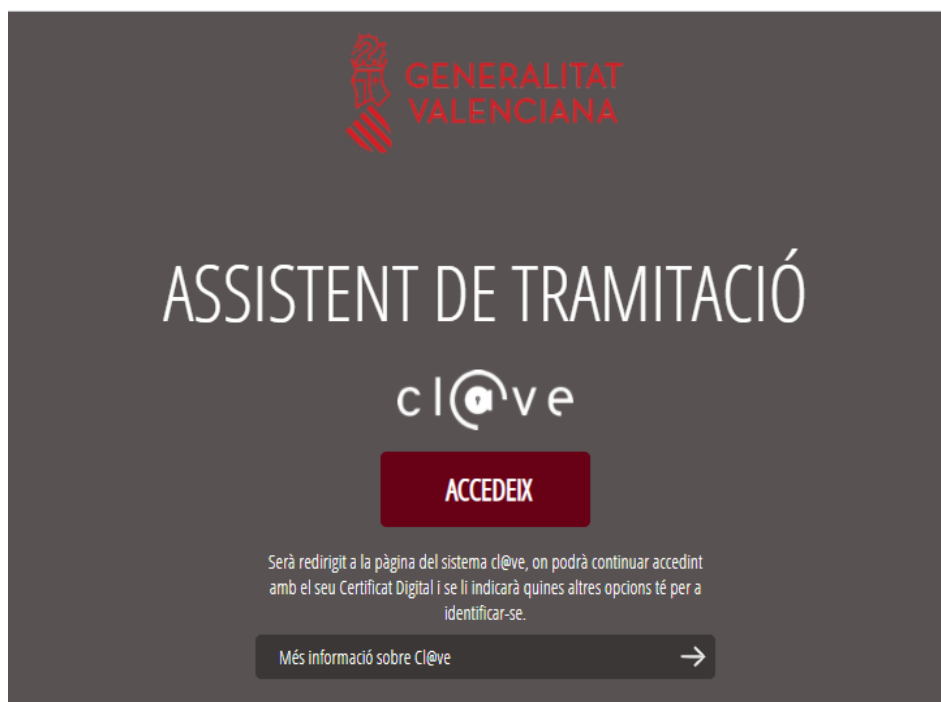 GENERALITAT
VALENCIANA
ASSISTENT DE TRAMITACIÓ
cl@ve
ACCEDEIX
Serà redirigit a la pàgina del sistema cl@ve, on podrà continuar accedint
amb el seu Certificat Digital i se li indicarà quines altres opcions té per a
identificar-se.
Més informació sobre Cl@ve